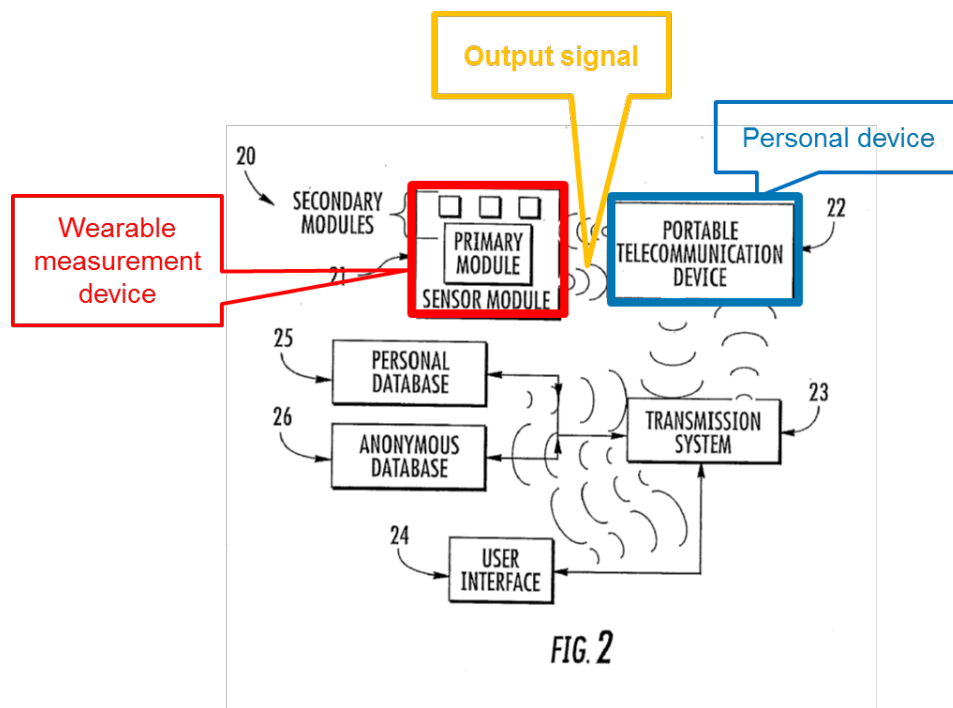 Output signal
Personal device
20
SECONDARY
MODULES
Wearable
measurement
device
21
PRIMARY
MODULE
SENSOR MODULE
PORTABLE
TELECOMMUNICATION
DEVICE
22
25
PERSONAL
DATABASE
26
ANONYMOUS
DATABASE
TRANSMISSION
SYSTEM
23
24
USER
INTERFACE
FIG. 2